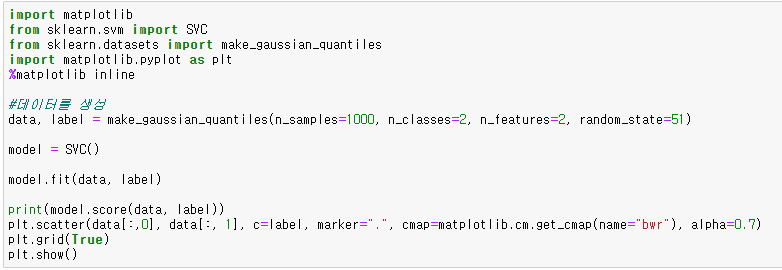 import matplotlib
from sklearn.svm import SVC
from sklearn.datasets import make_gaussian_quantiles
import matplotlib.pyplot as plt
%matplotlib inline
#데이터를 생성
data, label = make_gaussian_quantiles(n_samples=1000, n_classes=2, n_features=2, random_state=51)
model = SVC()
model.fit(data, label)
print(model.score(data, label))
plt.scatter(data[:,0], data[:, 1], c=label, marker=".", cmap=matplotlib.cm.get_cmap(name="bwr"), alpha=0.7)
plt.grid(True)
plt.show()